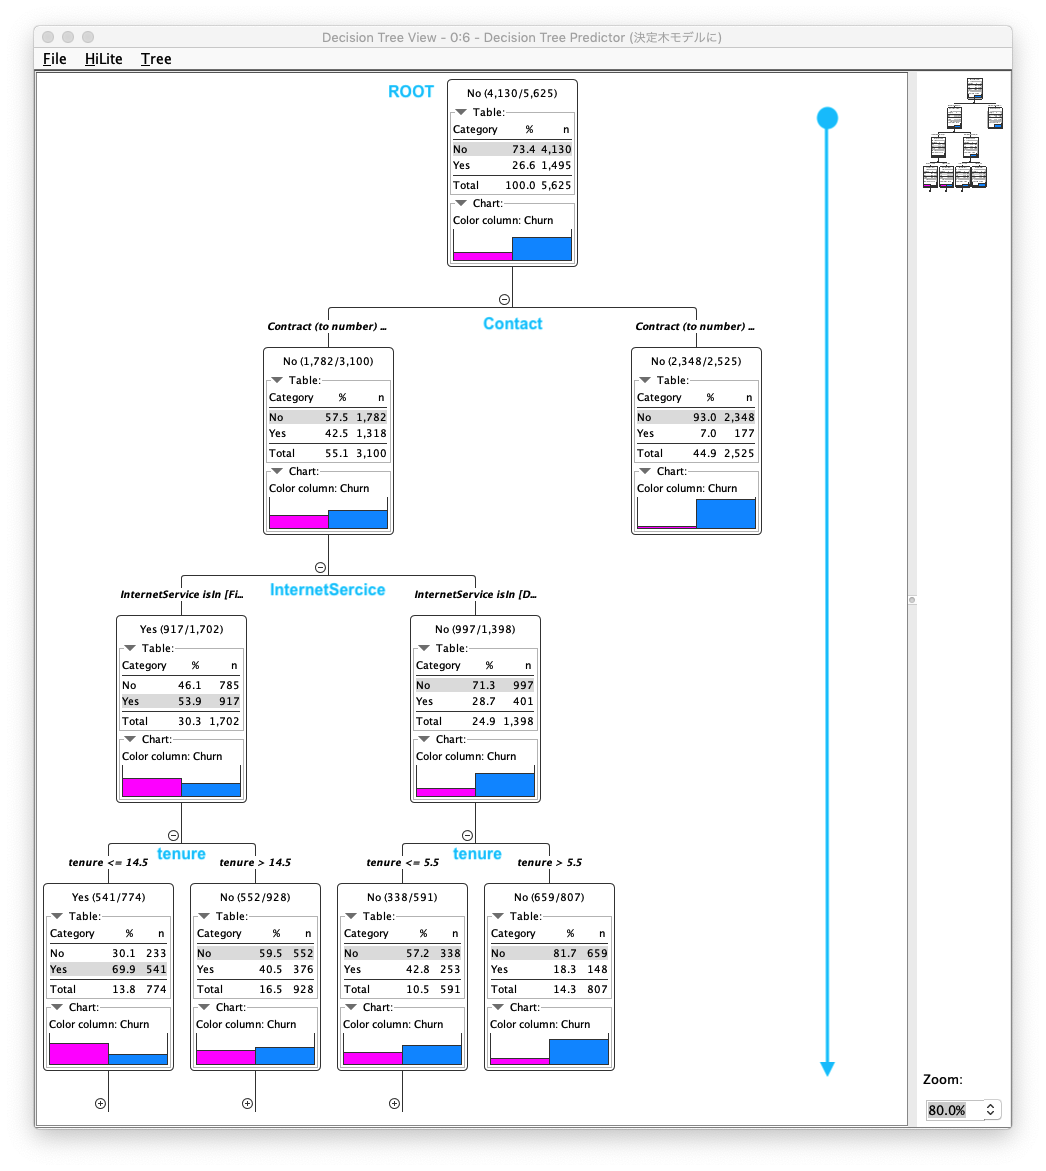 Decision Tree View - 0:6 - Decision Tree Predictor (決定木モデルに)
File HiLite Tree
ROOT
No (4,130/5,625)
Table:
Category % n
No 73.4 4,130
Yes 26.6 1,495
Total 100.0 5,625
Chart:
Color column: Churn
Contact
Contract (to number) ...
No (1,782/3,100)
Table:
Category % n
No 57.5 1,782
Yes 42.5 1,318
Total 55.1 3,100
Chart:
Color column: Churn
Contract (to number) ...
No (2,348/2,525)
Table:
Category % n
No 93.0 2,348
Yes 7.0 177
Total 44.9 2,525
Chart:
Color column: Churn
InternetSercice
InternetService isIn [Fi...
Yes (917/1,702)
Table:
Category % n
No 46.1 785
Yes 53.9 917
Total 30.3 1,702
Chart:
Color column: Churn
InternetService isIn [D...
No (997/1,398)
Table:
Category % n
No 71.3 997
Yes 28.7 401
Total 24.9 1,398
Chart:
Color column: Churn
tenure
tenure <= 14.5
Yes (541/774)
Table:
Category % n
No 30.1 233
Yes 69.9 541
Total 13.8 774
Chart:
Color column: Churn
tenure > 14.5
No (552/928)
Table:
Category % n
No 59.5 552
Yes 40.5 376
Total 16.5 928
Chart:
Color column: Churn
tenure
tenure <= 5.5
No (338/591)
Table:
Category % n
No 57.2 338
Yes 42.8 253
Total 10.5 591
Chart:
Color column: Churn
tenure > 5.5
No (659/807)
Table:
Category % n
No 81.7 659
Yes 18.3 148
Total 14.3 807
Chart:
Color column: Churn
Zoom:
80.0%